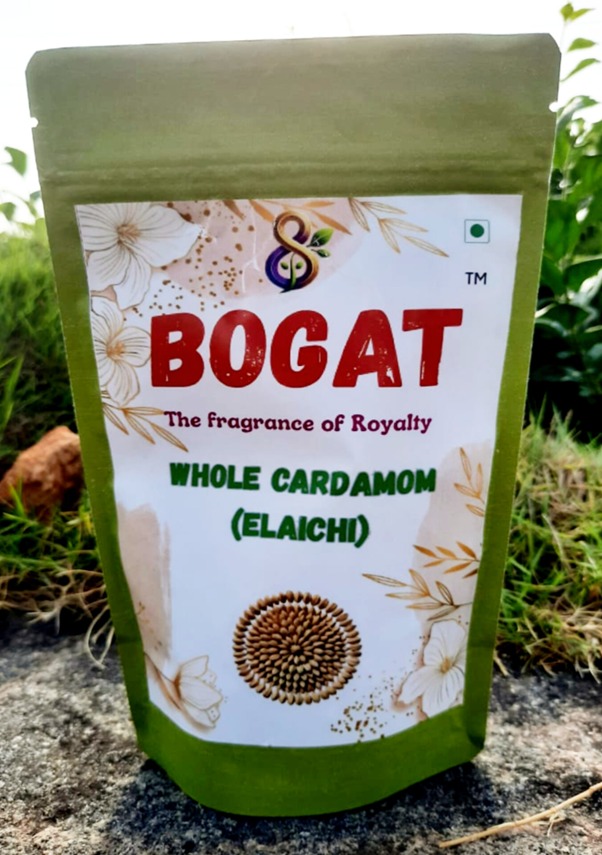 TM
BOGAT
The fragrance of Royalty
WHOLE CARDAMOM
(ELAICHI)